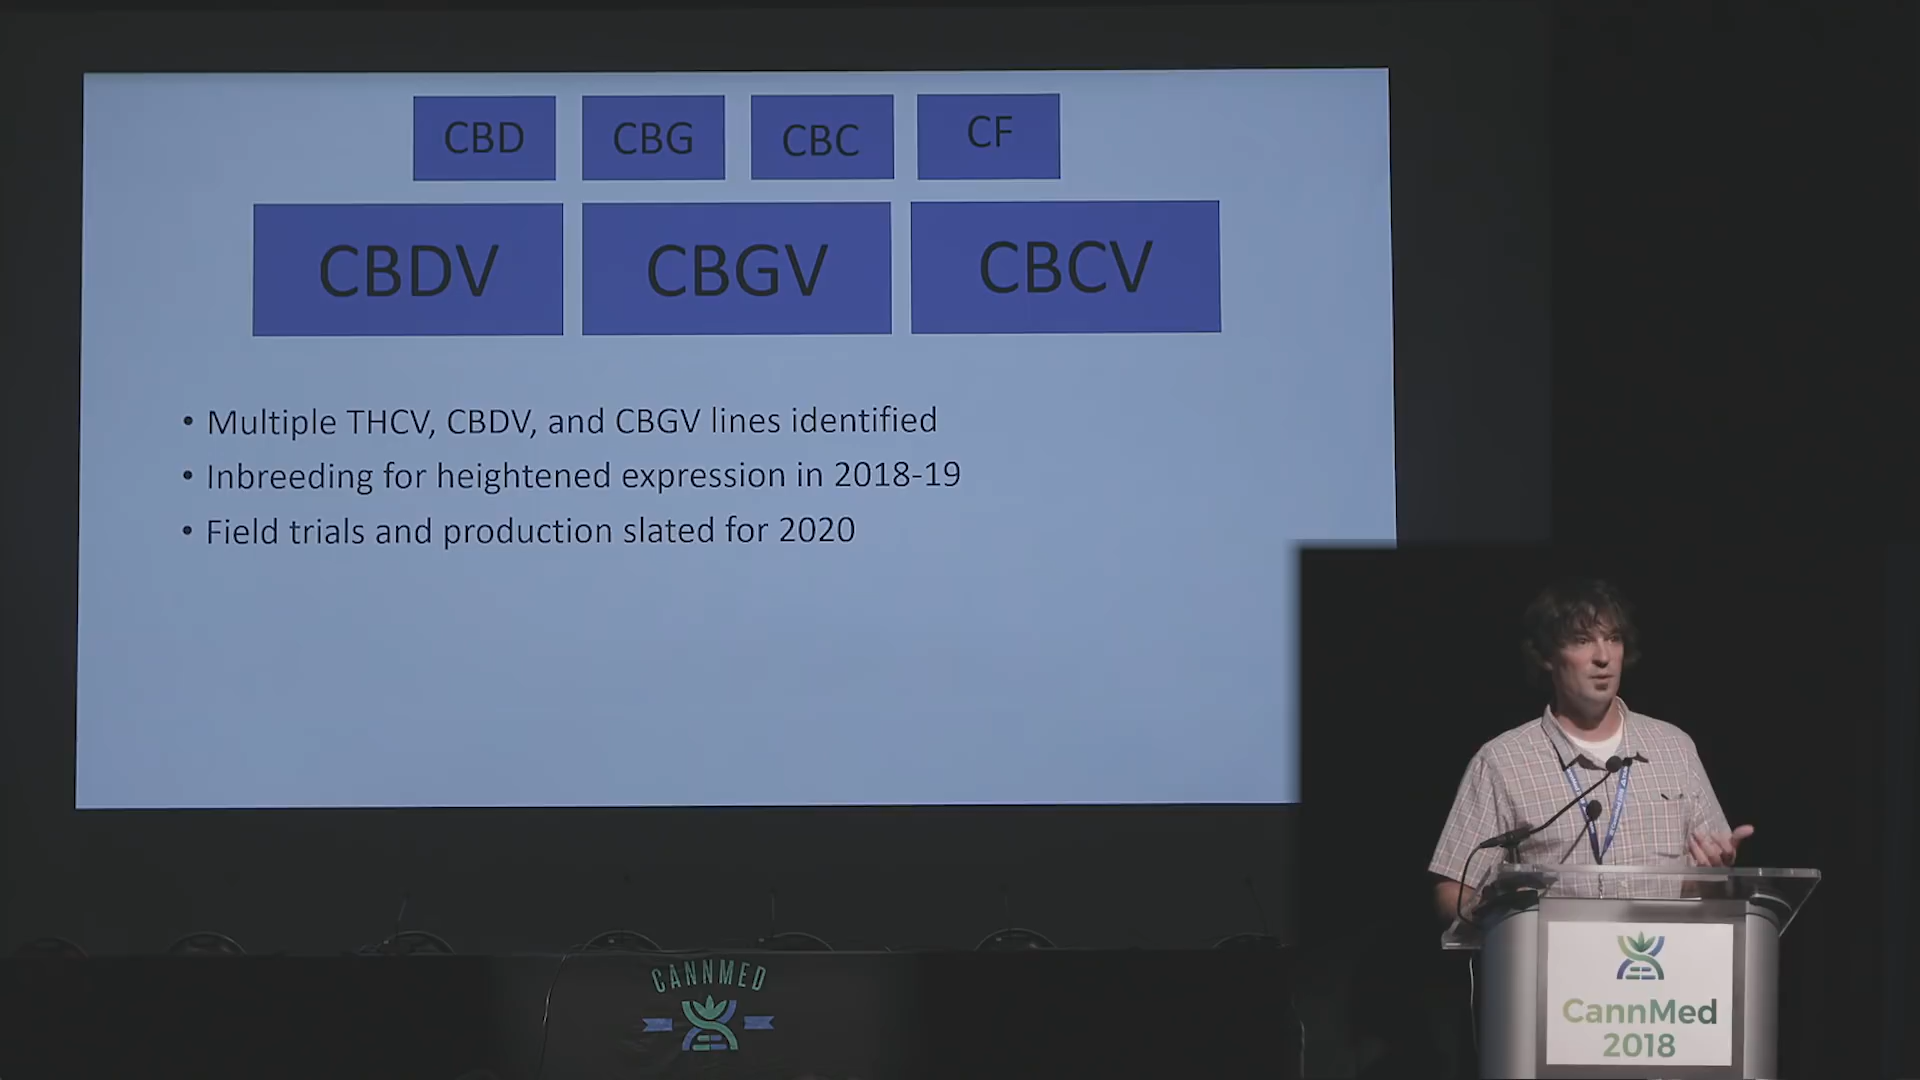 CBD
CBG
CBC
CF
CBDV
CBGV
CBCV
• Multiple THCV, CBDV, and CBGV lines identified
• Inbreeding for heightened expression in 2018-19
• Field trials and production slated for 2020
CANNMED
CannMed
2018